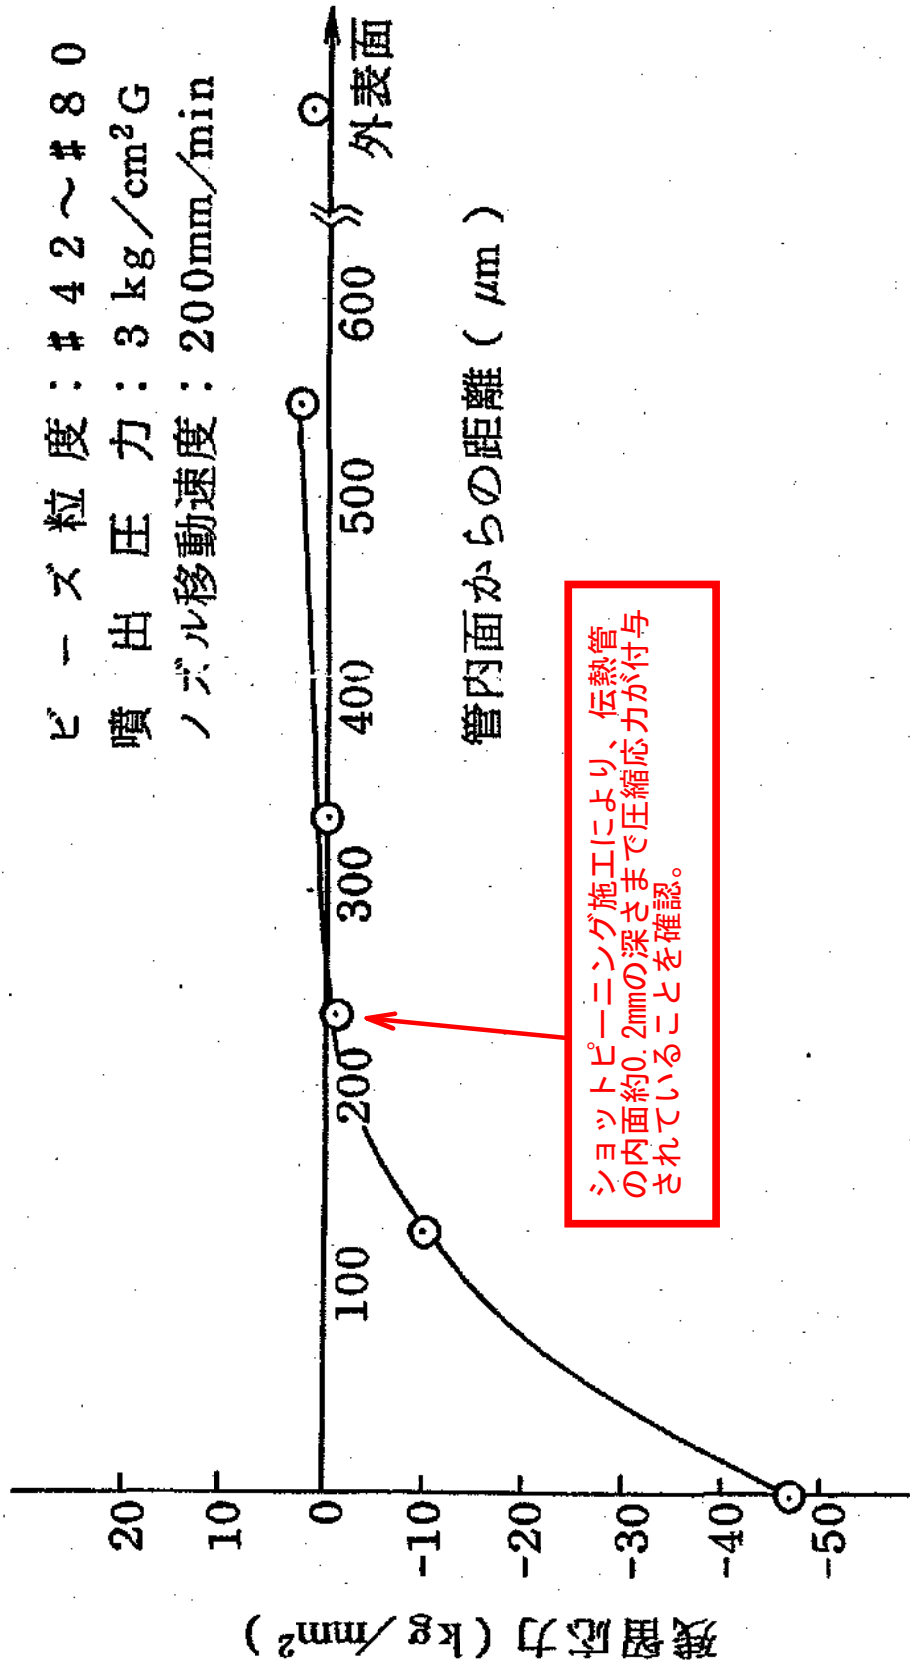 ビーズ粒度：＃42～＃80
噴出圧力：3 kg/cm²G
ノズル移動速度：200mm/min
残留応力(kg/mm²)
20
10
0
-10
-20
-30
-40
-50
100
200
300
400
500
600
外表面
管内面からの距離(μm)
ショットピーニング施工により、伝熱管
の内面約0.2mmの深さまで圧縮応力が付与
されていることを確認。